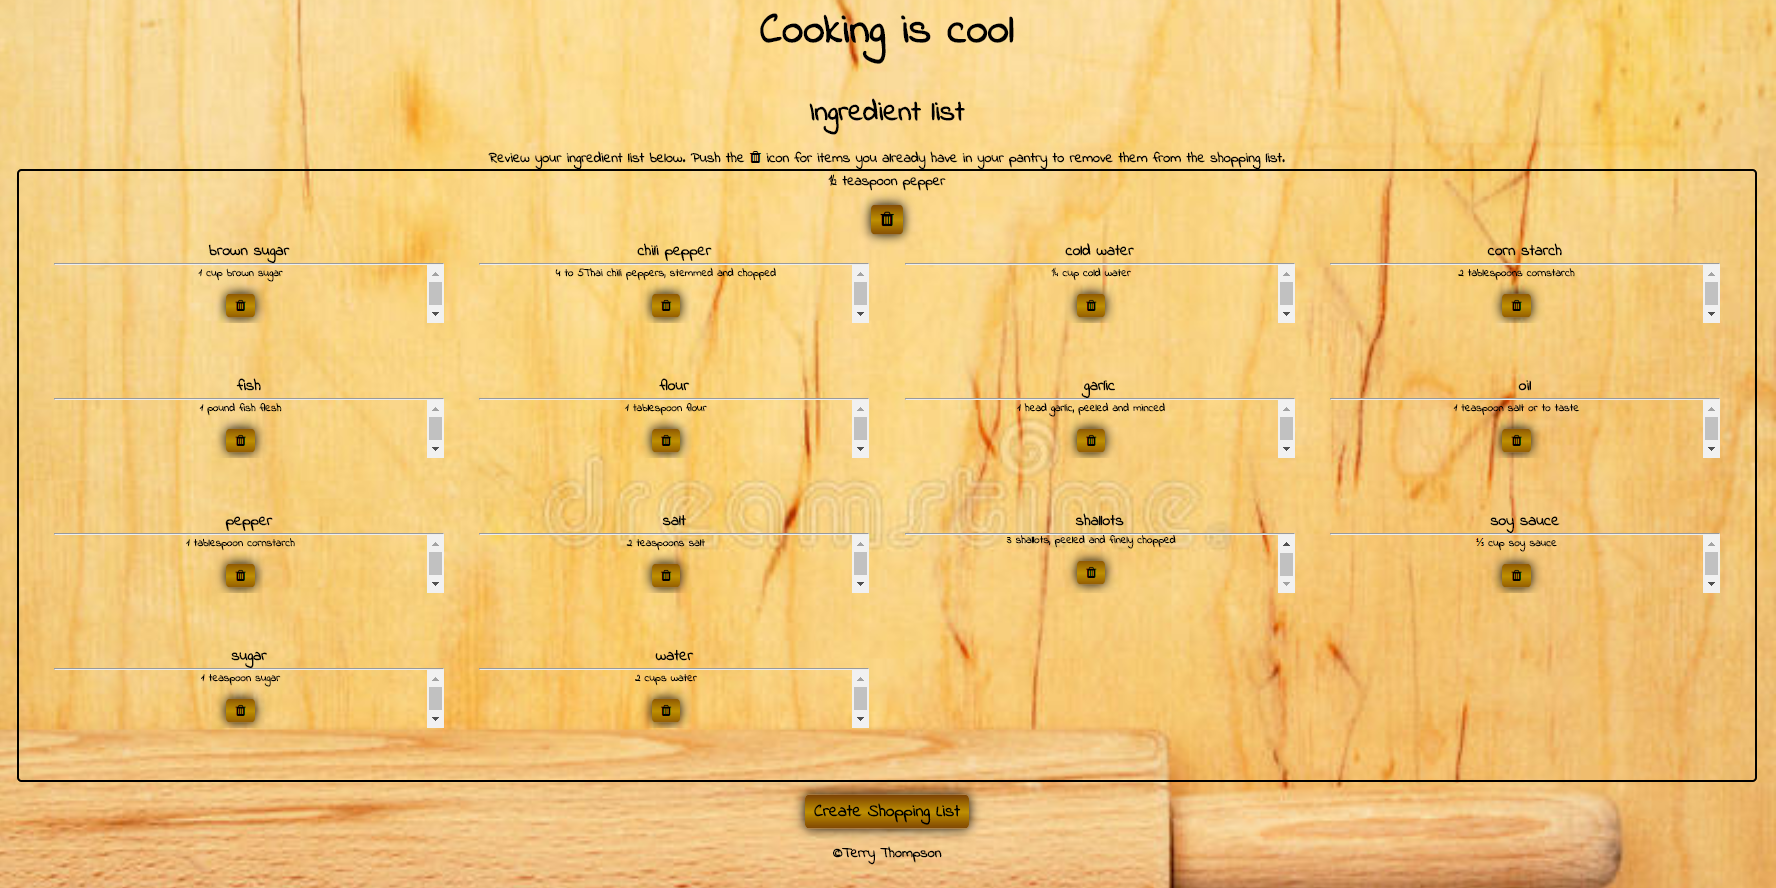 Cooking is cool
Ingredient list
Review your ingredient list below. Push the icon for items you already have in your pantry to remove them from the shopping list.
½ teaspoon pepper
brown sugar
1 cup brown sugar
chili pepper
4 to 5Thai chili peppers, stemmed and chopped
cold water
¼ cup cold water
corn starch
2 tablespoons cornstarch
fish
1 pound fish flesh
flour
1 tablespoon flour
garlic
1 head garlic, peeled and minced
oil
1 teaspoon salt or to taste
pepper
1 tablespoon cornstarch
salt
2 teaspoons salt
shallots
3 shallots, peeled and finely chopped
soy sauce
⅓ cup soy sauce
sugar
1 teaspoon sugar
water
2 cups water
dreamstime
Create Shopping List
©Terry Thompson